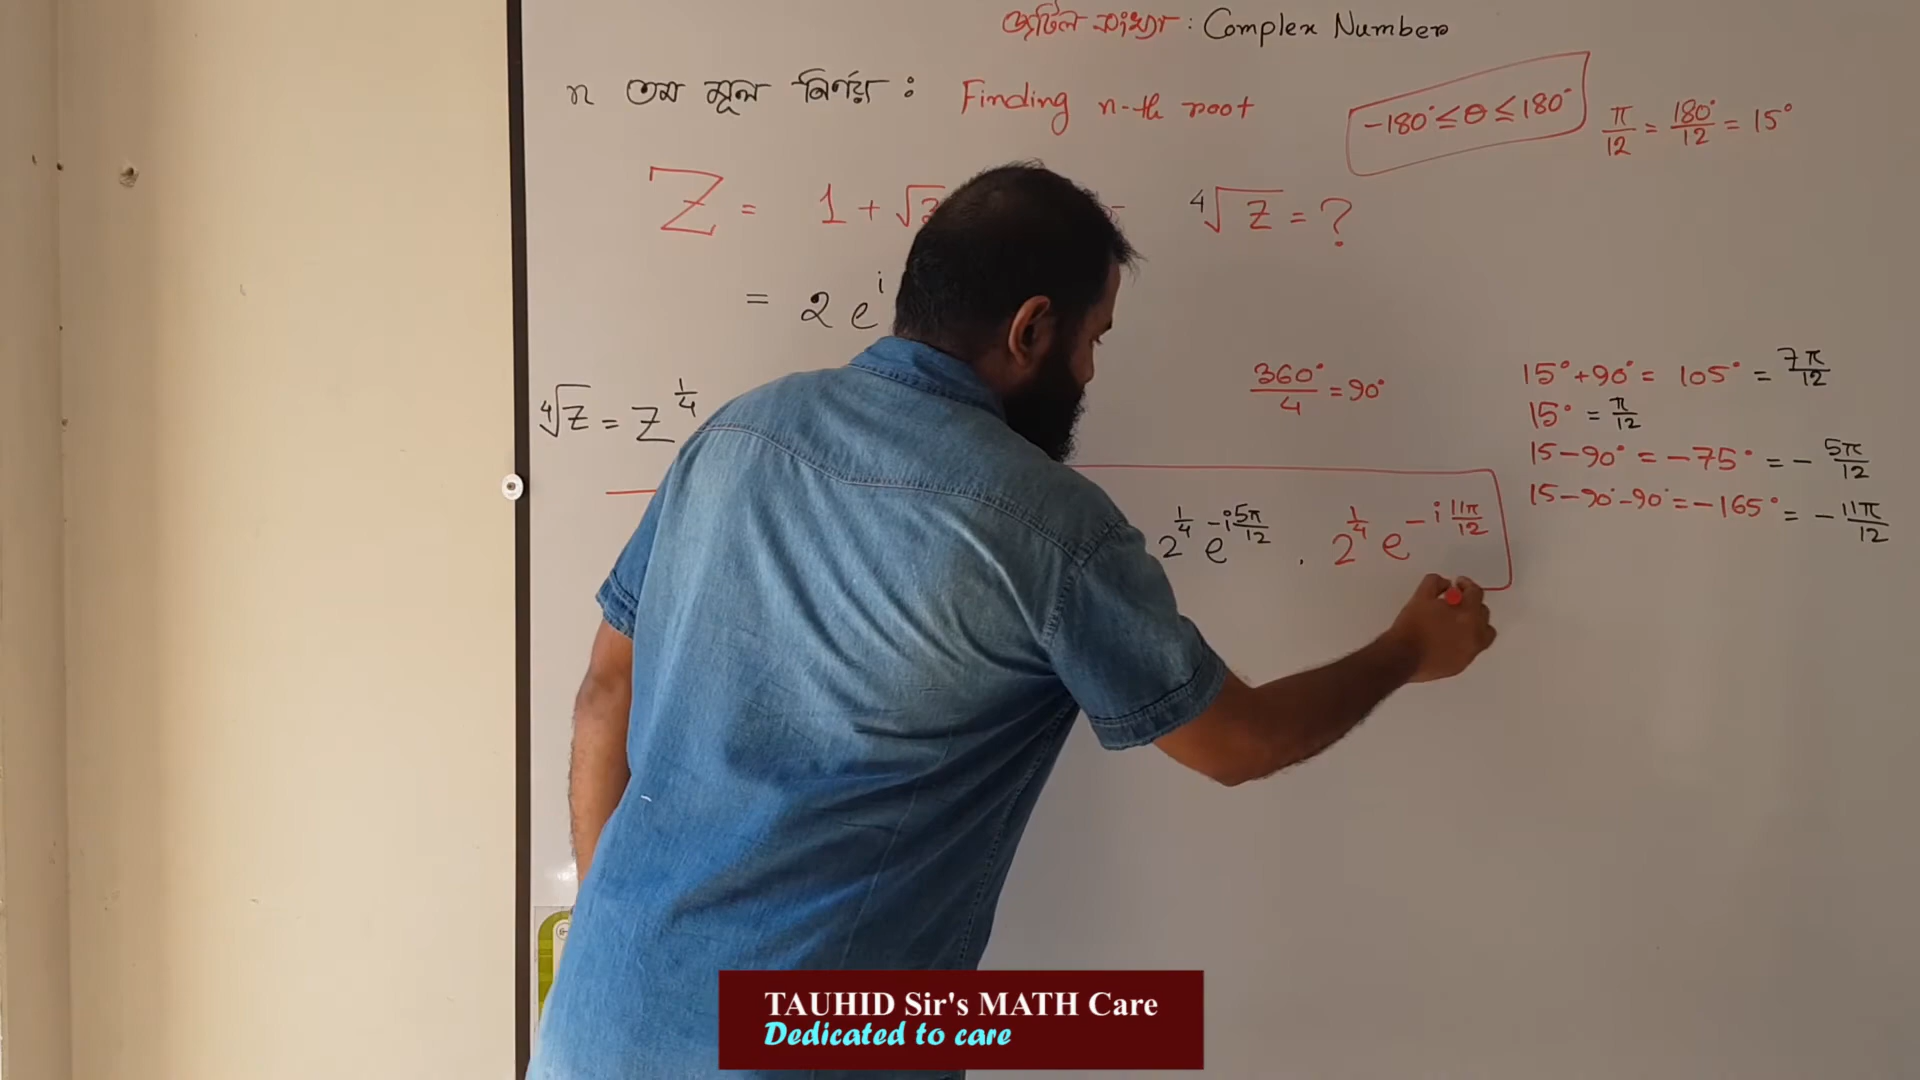 জটিল সংখ্যা : Complex Number
n তম মূল নির্ণয় : Finding n-th root
-180° ≤ θ ≤ 180°
π/12 = 180°/12 = 15°
Z = 1 + √3
⁴√Z = ?
= 2 e^i
⁴√Z = Z^(1/4)
360°/4 = 90°
15° + 90° = 105° = 7π/12
15° = π/12
15 - 90° = -75° = - 5π/12
15 - 90° - 90° = -165° = - 11π/12
2^(1/4) e^(-i 5π/12) . 2^(1/4) e^(-i 11π/12)
TAUHID Sir's MATH Care
Dedicated to care